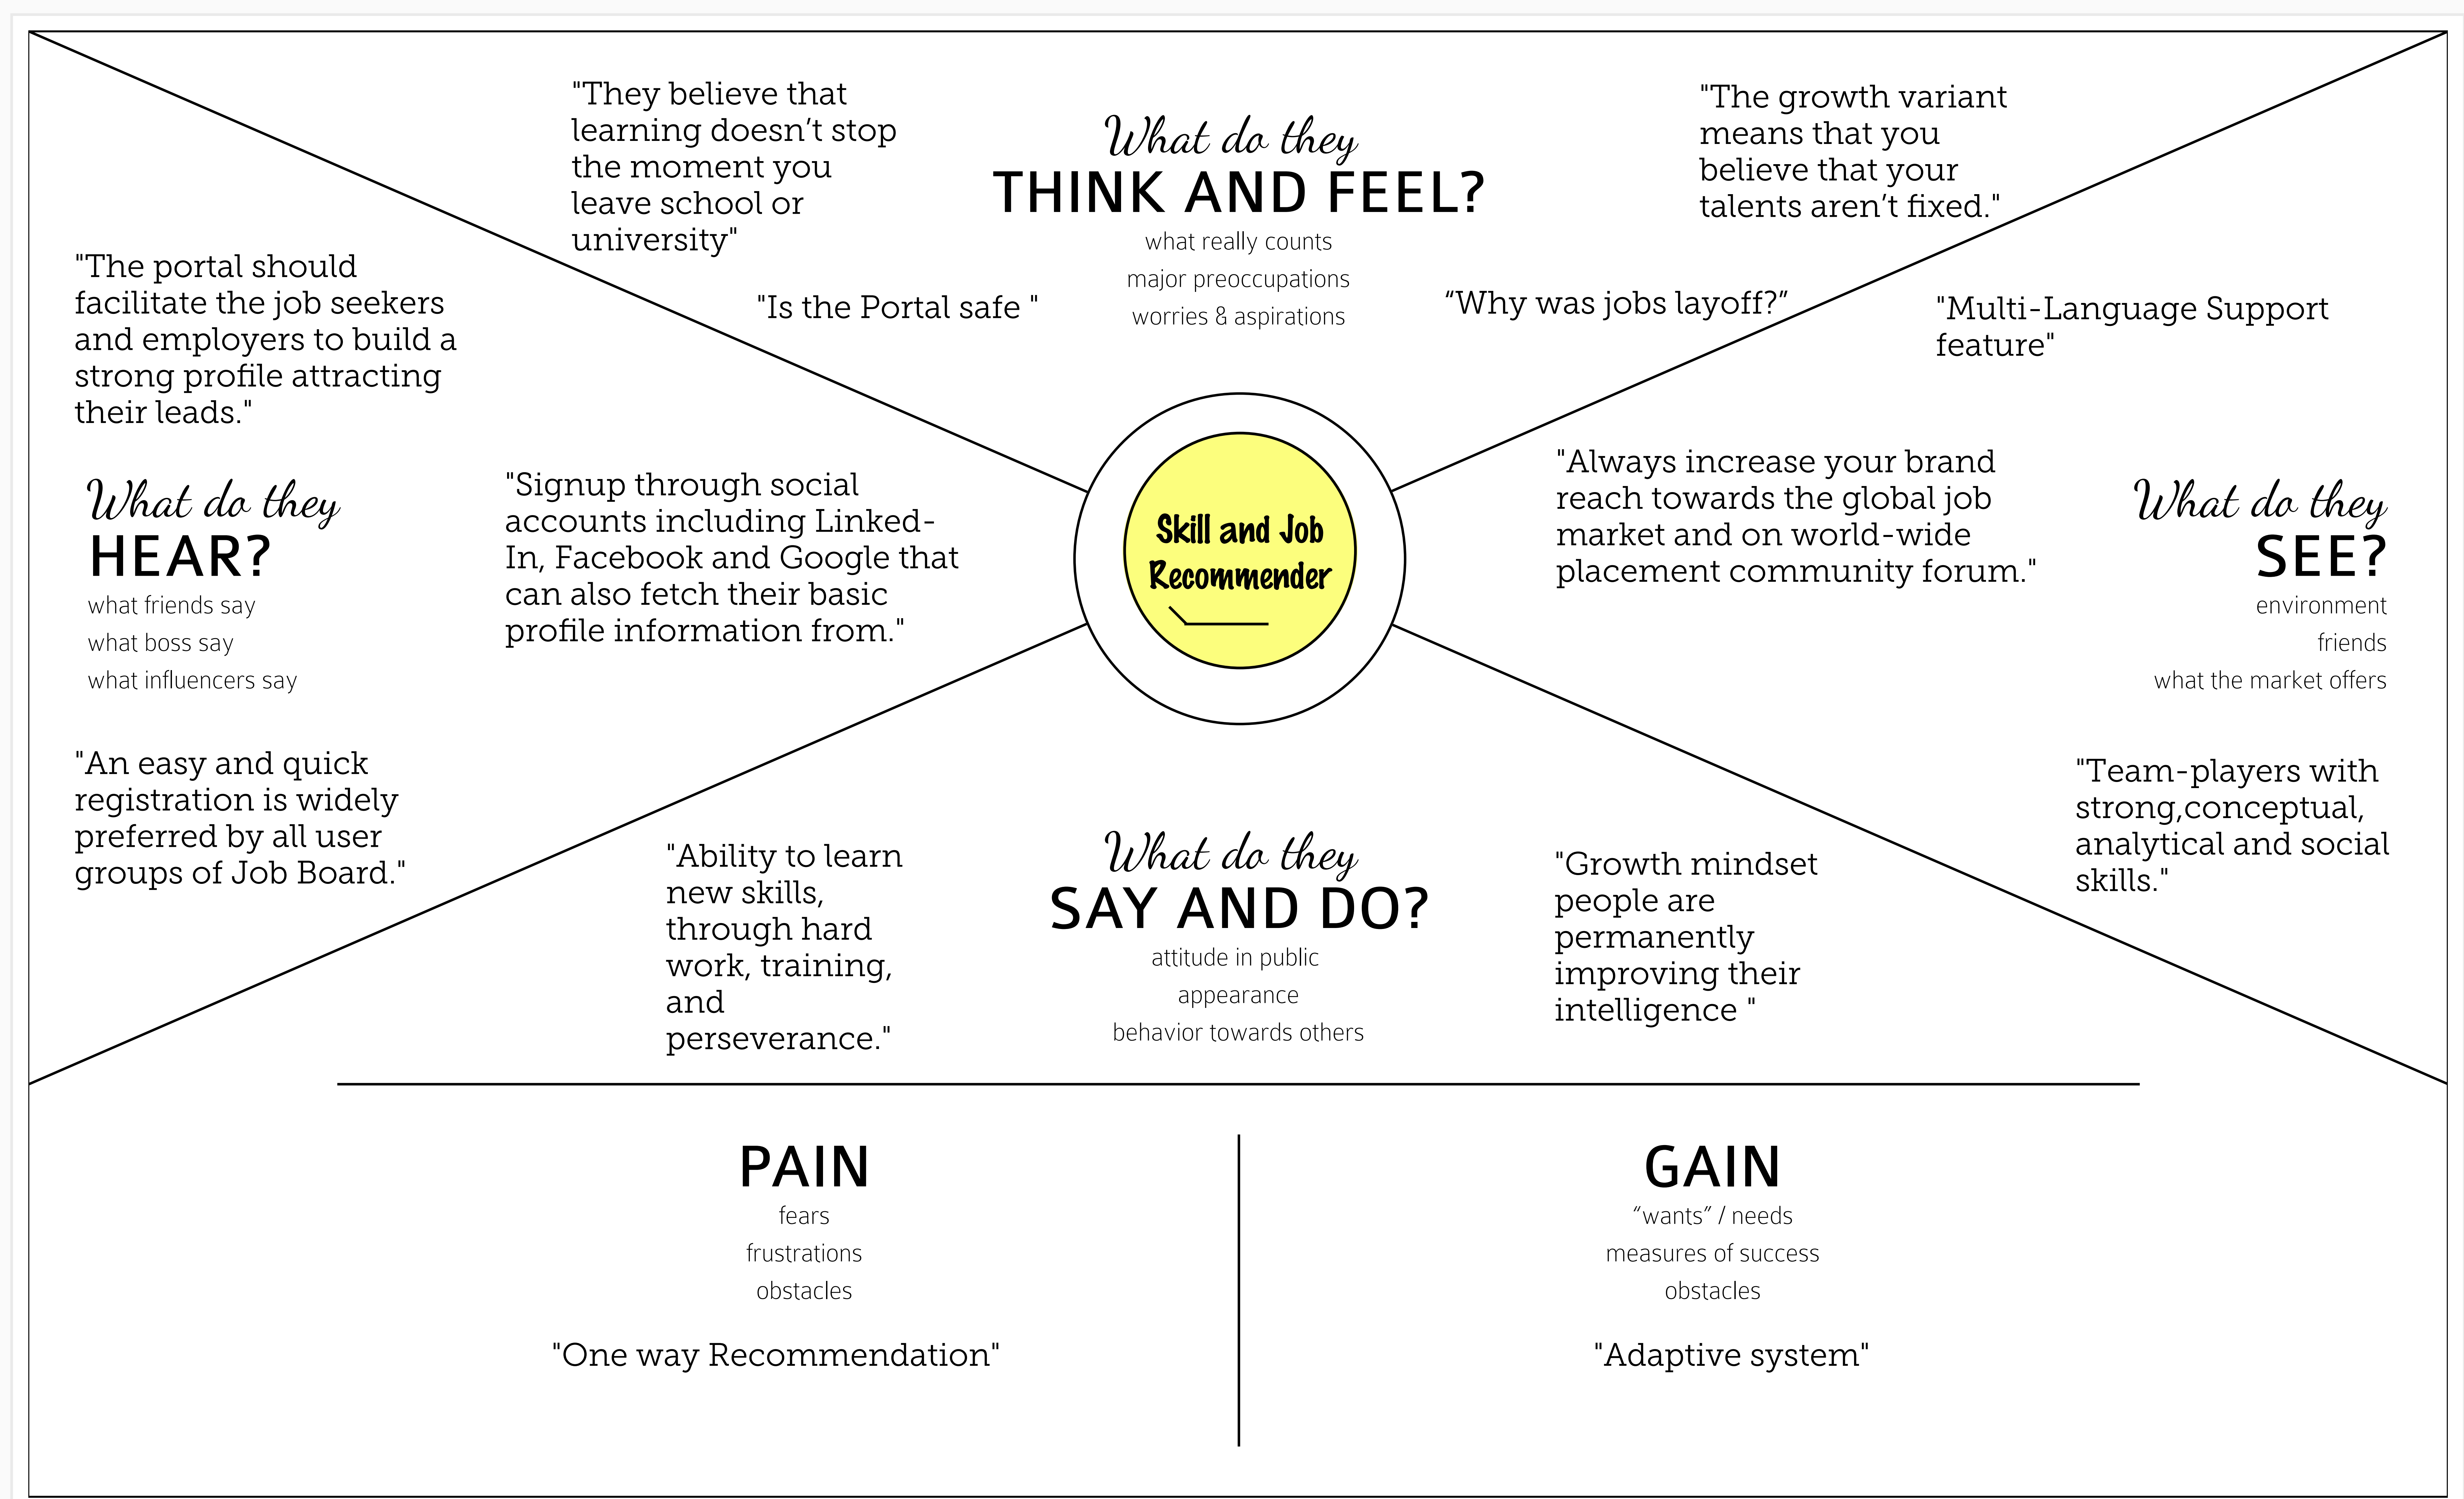 "They believe that
learning doesn’t stop
the moment you
leave school or
university"
"Is the Portal safe "
What do they
THINK AND FEEL?
what really counts
major preoccupations
worries & aspirations
"The growth variant
means that you
believe that your
talents aren’t fixed."
“Why was jobs layoff?”
"The portal should
facilitate the job seekers
and employers to build a
strong profile attracting
their leads."
What do they
HEAR?
what friends say
what boss say
what influencers say
"Signup through social
accounts including Linked-
In, Facebook and Google that
can also fetch their basic
profile information from."
"An easy and quick
registration is widely
preferred by all user
groups of Job Board."
Skill and Job
Recommender
"Multi-Language Support
feature"
"Always increase your brand
reach towards the global job
market and on world-wide
placement community forum."
What do they
SEE?
environment
friends
what the market offers
"Team-players with
strong,conceptual,
analytical and social
skills."
"Ability to learn
new skills,
through hard
work, training,
and
perseverance."
What do they
SAY AND DO?
attitude in public
appearance
behavior towards others
"Growth mindset
people are
permanently
improving their
intelligence "
PAIN
fears
frustrations
obstacles
"One way Recommendation"
GAIN
“wants” / needs
measures of success
obstacles
"Adaptive system"